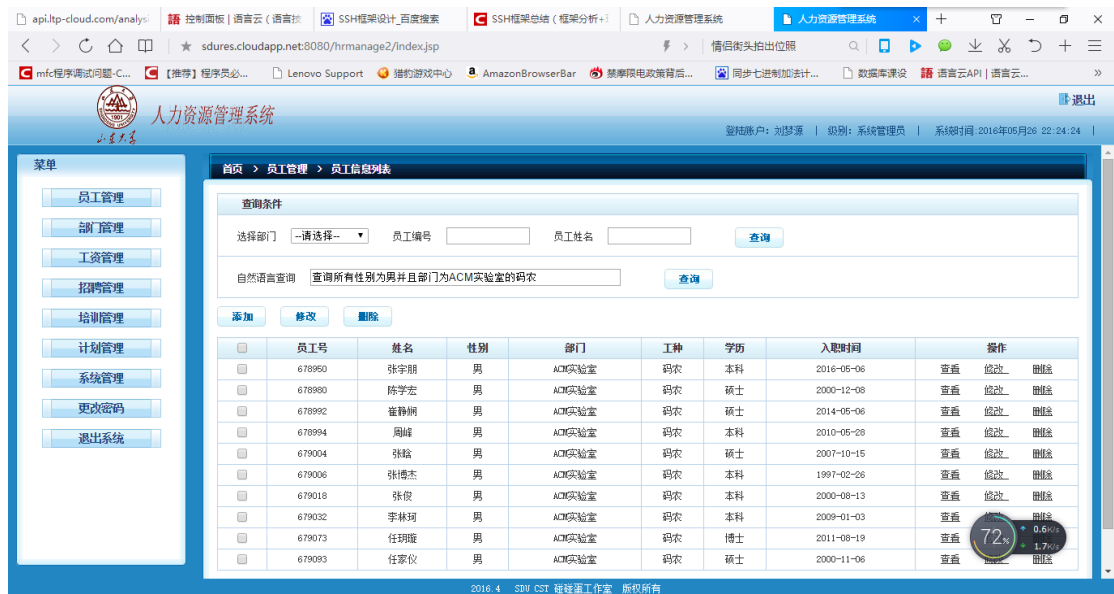 api.ltp-cloud.com/analysi 控制面板 | 语言云（语言技 SSH框架设计_百度搜索 SSH框架总结（框架分析+ 人力资源管理系统 人力资源管理系统
sdures.cloudapp.net:8080/hrmanage2/index.jsp 情侣街头拍出位照
mfc程序调试问题-C... 【推荐】程序员必... Lenovo Support 猎豹游戏中心 AmazonBrowserBar 禁摩限电政策背后... 同步七进制加法计... 数据库课设 语言云API | 语言云... »
1901
山东大学
人力资源管理系统
退出
登陆账户：刘梦源 | 级别：系统管理员 | 系统时间:2016年05月26 22:24:24 |
菜单
员工管理
部门管理
工资管理
招聘管理
培训管理
计划管理
系统管理
更改密码
退出系统
首页 > 员工管理 > 员工信息列表
查询条件
选择部门 --请选择-- 员工编号 员工姓名 查询
自然语言查询 查询所有性别为男并且部门为ACM实验室的码农 查询
添加 修改 删除
员工号 姓名 性别 部门 工种 学历 入职时间 操作
678950 张宇朋 男 ACM实验室 码农 本科 2016-05-06 查看 修改 删除
678980 陈学宏 男 ACM实验室 码农 硕士 2000-12-08 查看 修改 删除
678992 崔静娴 男 ACM实验室 码农 硕士 2014-05-06 查看 修改 删除
678994 周峰 男 ACM实验室 码农 本科 2010-05-28 查看 修改 删除
679004 张晗 男 ACM实验室 码农 硕士 2007-10-15 查看 修改 删除
679006 张博杰 男 ACM实验室 码农 本科 1997-02-26 查看 修改 删除
679018 张俊 男 ACM实验室 码农 本科 2000-08-13 查看 修改 删除
679032 李林珂 男 ACM实验室 码农 本科 2009-01-03 查看 修改 删除
679073 任玥璇 男 ACM实验室 码农 博士 2011-08-19 查看 删除
679093 任家仪 男 ACM实验室 码农 硕士 2000-11-06 查看 修改 删除
72%
0.6K/s
1.7K/s
2016.4 SDU CST 碰碰蛋工作室 版权所有